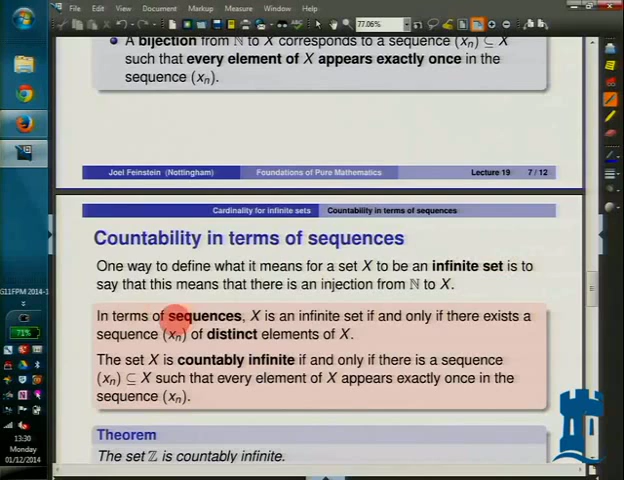 File Edit View Document Markup Measure Window Help
77.06%
A bijection from ℕ to X corresponds to a sequence (xₙ) ⊆ X
such that every element of X appears exactly once in the
sequence (xₙ).
Joel Feinstein (Nottingham) Foundations of Pure Mathematics Lecture 19 7 / 12
Cardinality for infinite sets Countability in terms of sequences
Countability in terms of sequences
One way to define what it means for a set X to be an infinite set is to
say that this means that there is an injection from ℕ to X.
In terms of sequences, X is an infinite set if and only if there exists a
sequence (xₙ) of distinct elements of X.
The set X is countably infinite if and only if there is a sequence
(xₙ) ⊆ X such that every element of X appears exactly once in the
sequence (xₙ).
Theorem
The set ℤ is countably infinite.
G11FPM 2014-1
71%
13:30
Monday
01/12/2014